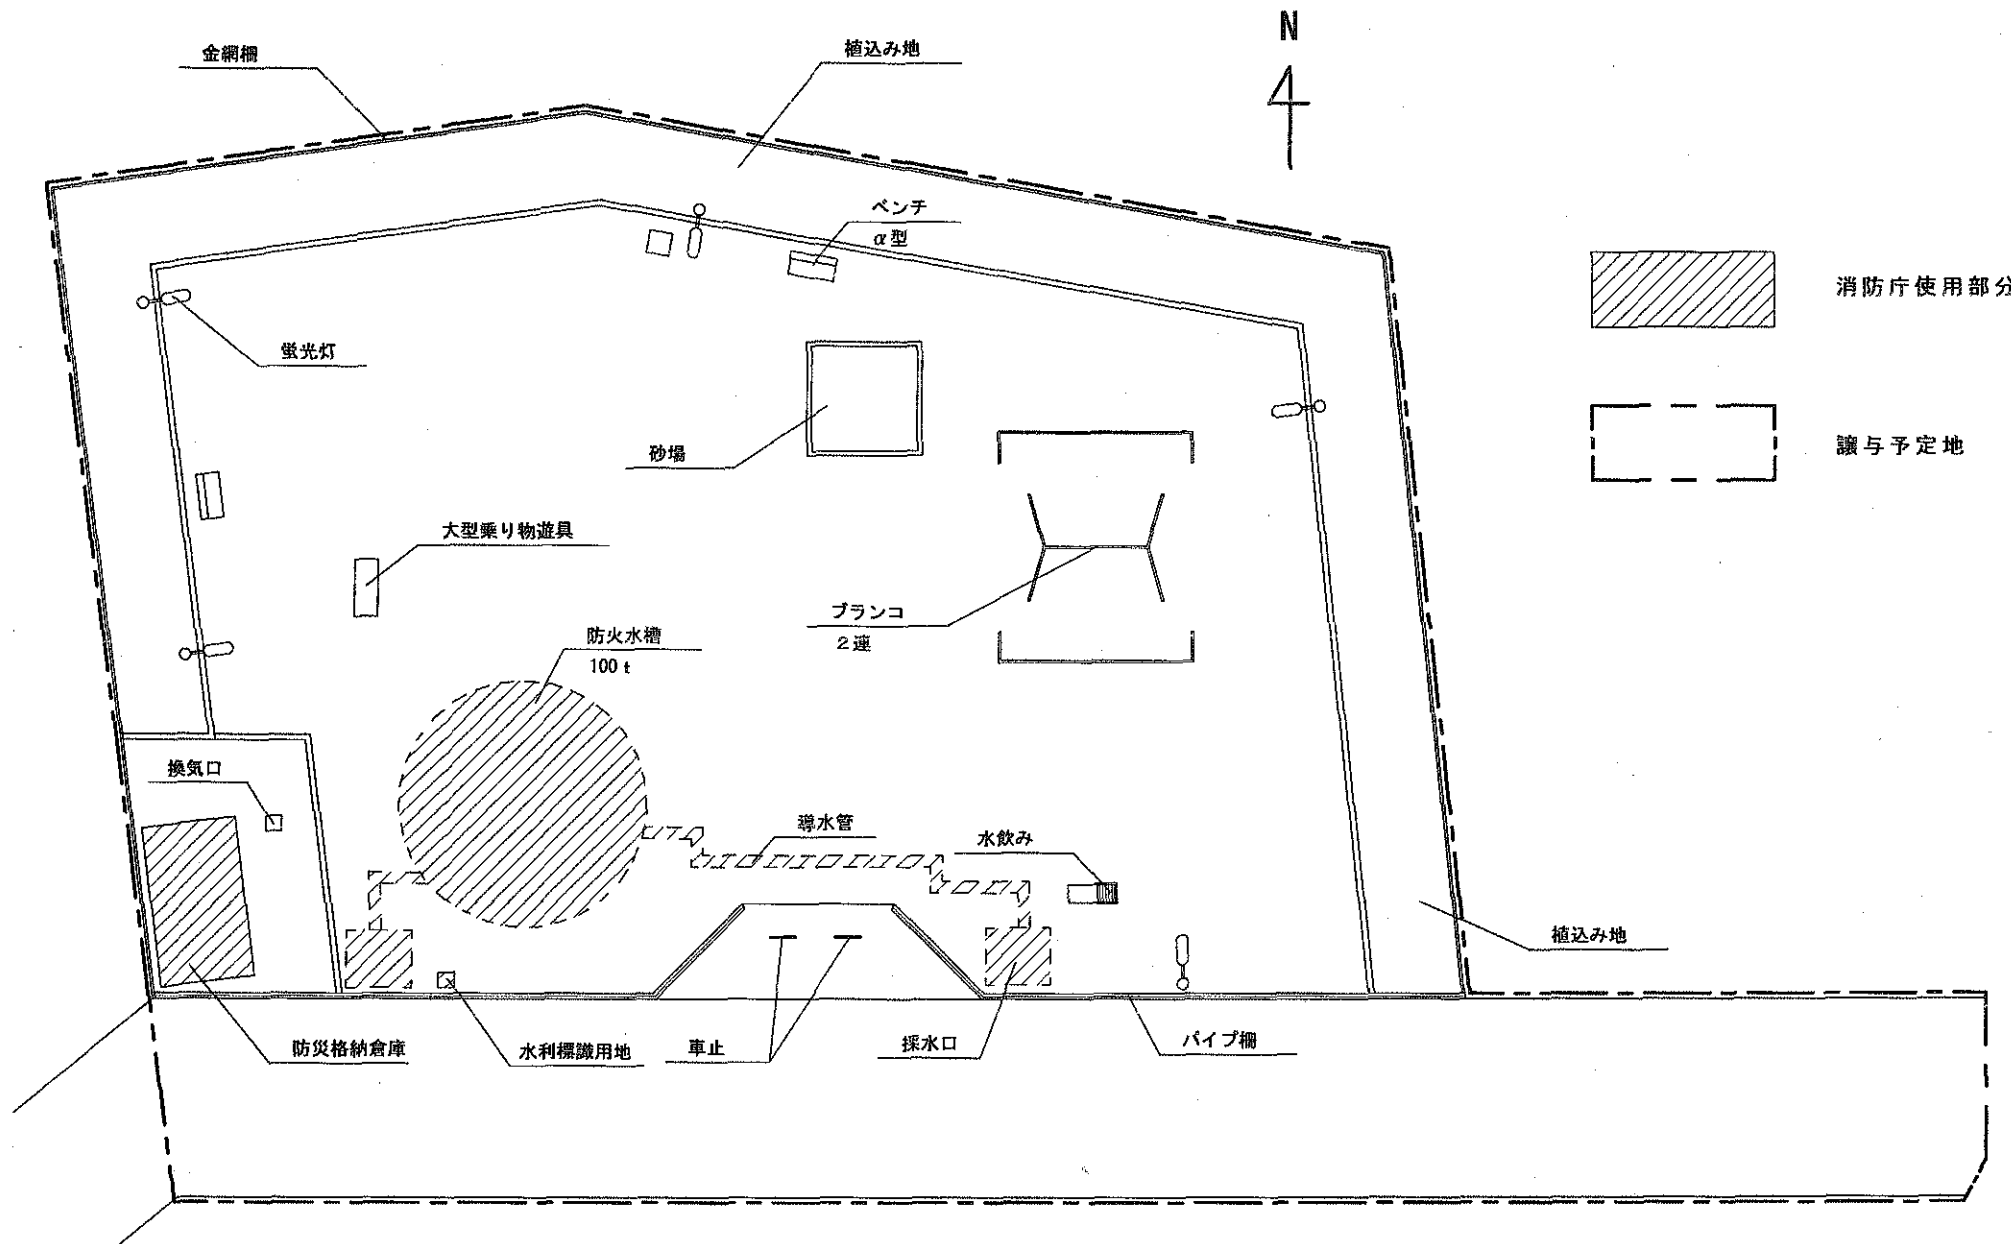 N
金網柵
植込み地
ベンチ
α型
消防庁使用部分
蛍光灯
砂場
譲与予定地
大型乗り物遊具
ブランコ
2連
防火水槽
100t
換気口
導水管
水飲み
植込み地
防災格納倉庫
水利標識用地
車止
採水口
パイプ柵